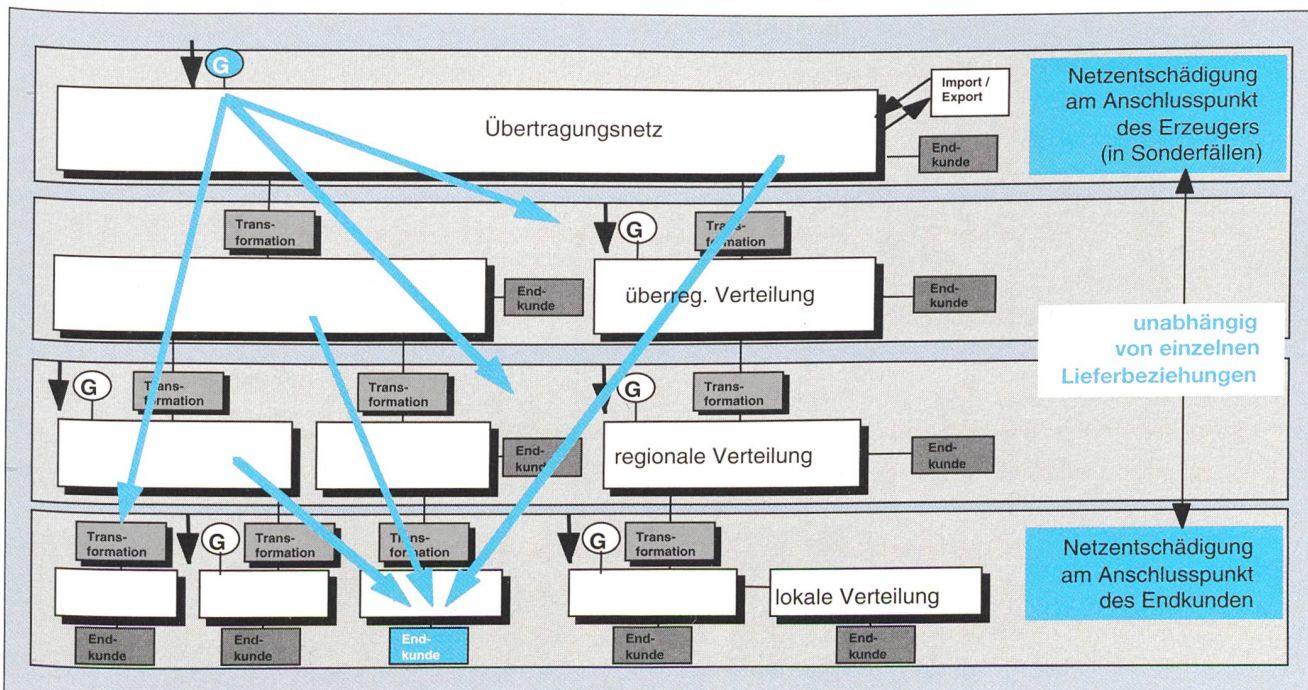 G
Import /
Export
Übertragungsnetz
End-
kunde
Netzentschädigung
am Anschlusspunkt
des Erzeugers
(in Sonderfällen)
Trans-
formation
G
Trans-
formation
End-
kunde
überreg. Verteilung
End-
kunde
unabhängig
von einzelnen
Lieferbeziehungen
G
Trans-
formation
Trans-
formation
G
Trans-
formation
End-
kunde
regionale Verteilung
End-
kunde
Trans-
formation
G
Trans-
formation
Trans-
formation
G
Trans-
formation
Netzentschädigung
am Anschlusspunkt
des Endkunden
lokale Verteilung
End-
kunde
End-
kunde
End-
kunde
End-
kunde
End-
kunde